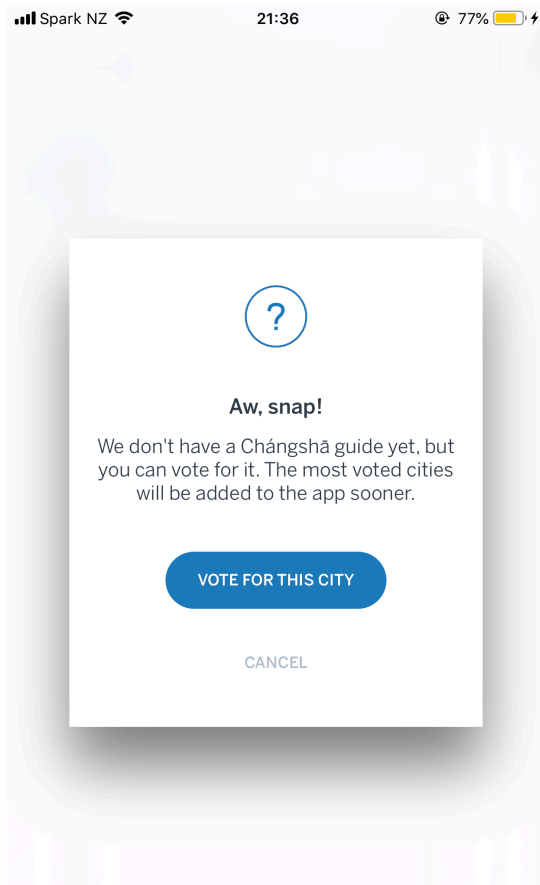 Spark NZ 21:36 77%
?
Aw, snap!
We don't have a Chángshā guide yet, but
you can vote for it. The most voted cities
will be added to the app sooner.
VOTE FOR THIS CITY
CANCEL